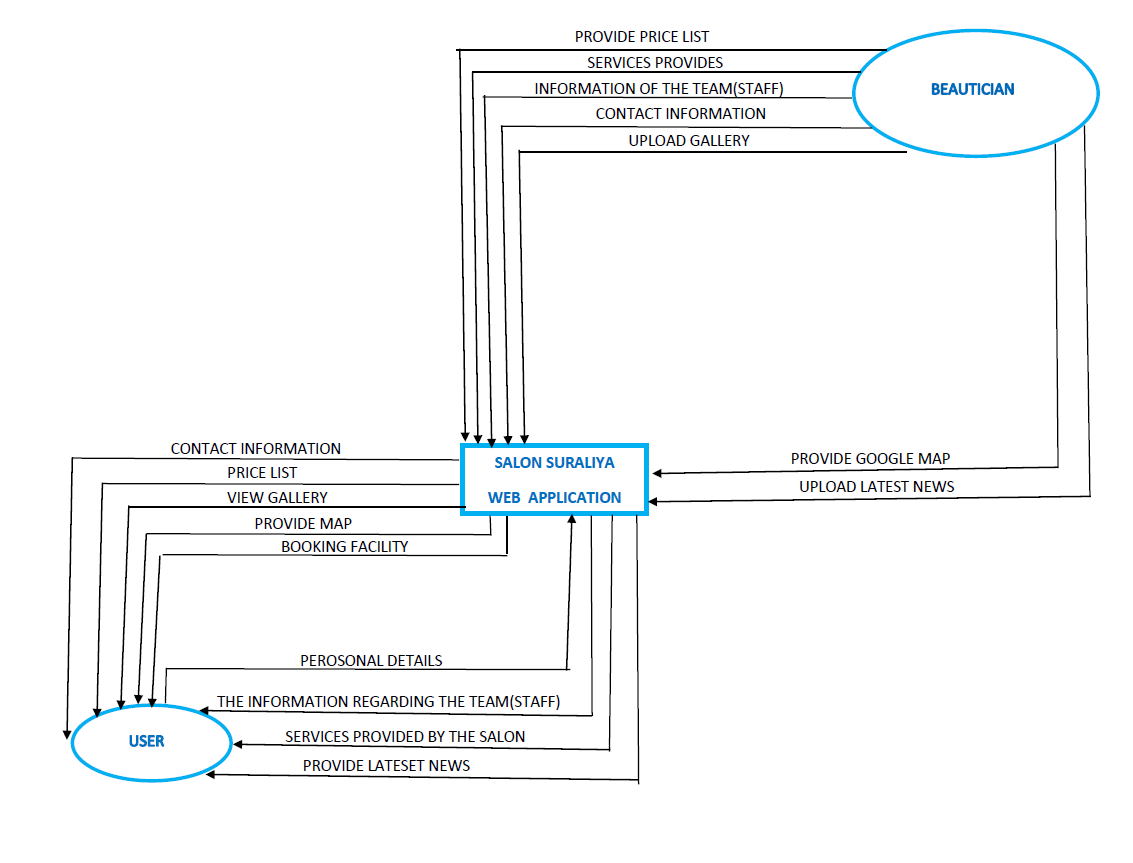 PROVIDE PRICE LIST
SERVICES PROVIDES
INFORMATION OF THE TEAM(STAFF)
CONTACT INFORMATION
UPLOAD GALLERY
BEAUTICIAN
SALON SURALIYA
WEB APPLICATION
PROVIDE GOOGLE MAP
UPLOAD LATEST NEWS
CONTACT INFORMATION
PRICE LIST
VIEW GALLERY
PROVIDE MAP
BOOKING FACILITY
PEROSONAL DETAILS
THE INFORMATION REGARDING THE TEAM(STAFF)
SERVICES PROVIDED BY THE SALON
PROVIDE LATESET NEWS
USER